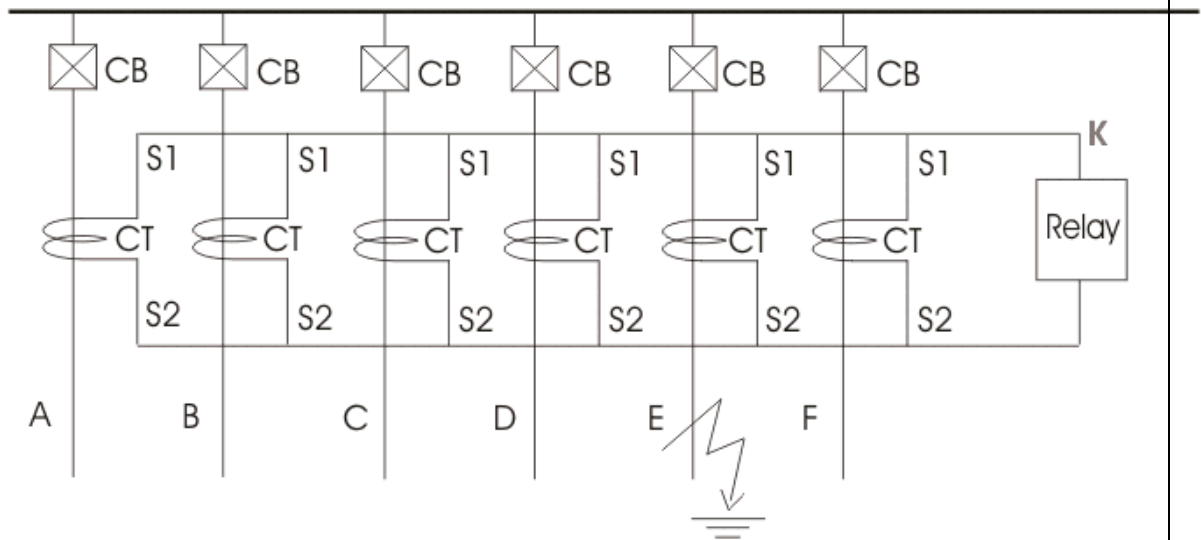 CB CB CB CB CB CB
K
S1 S1 S1 S1 S1 S1
Relay
CT CT CT CT CT CT
S2 S2 S2 S2 S2 S2
A B C D E F